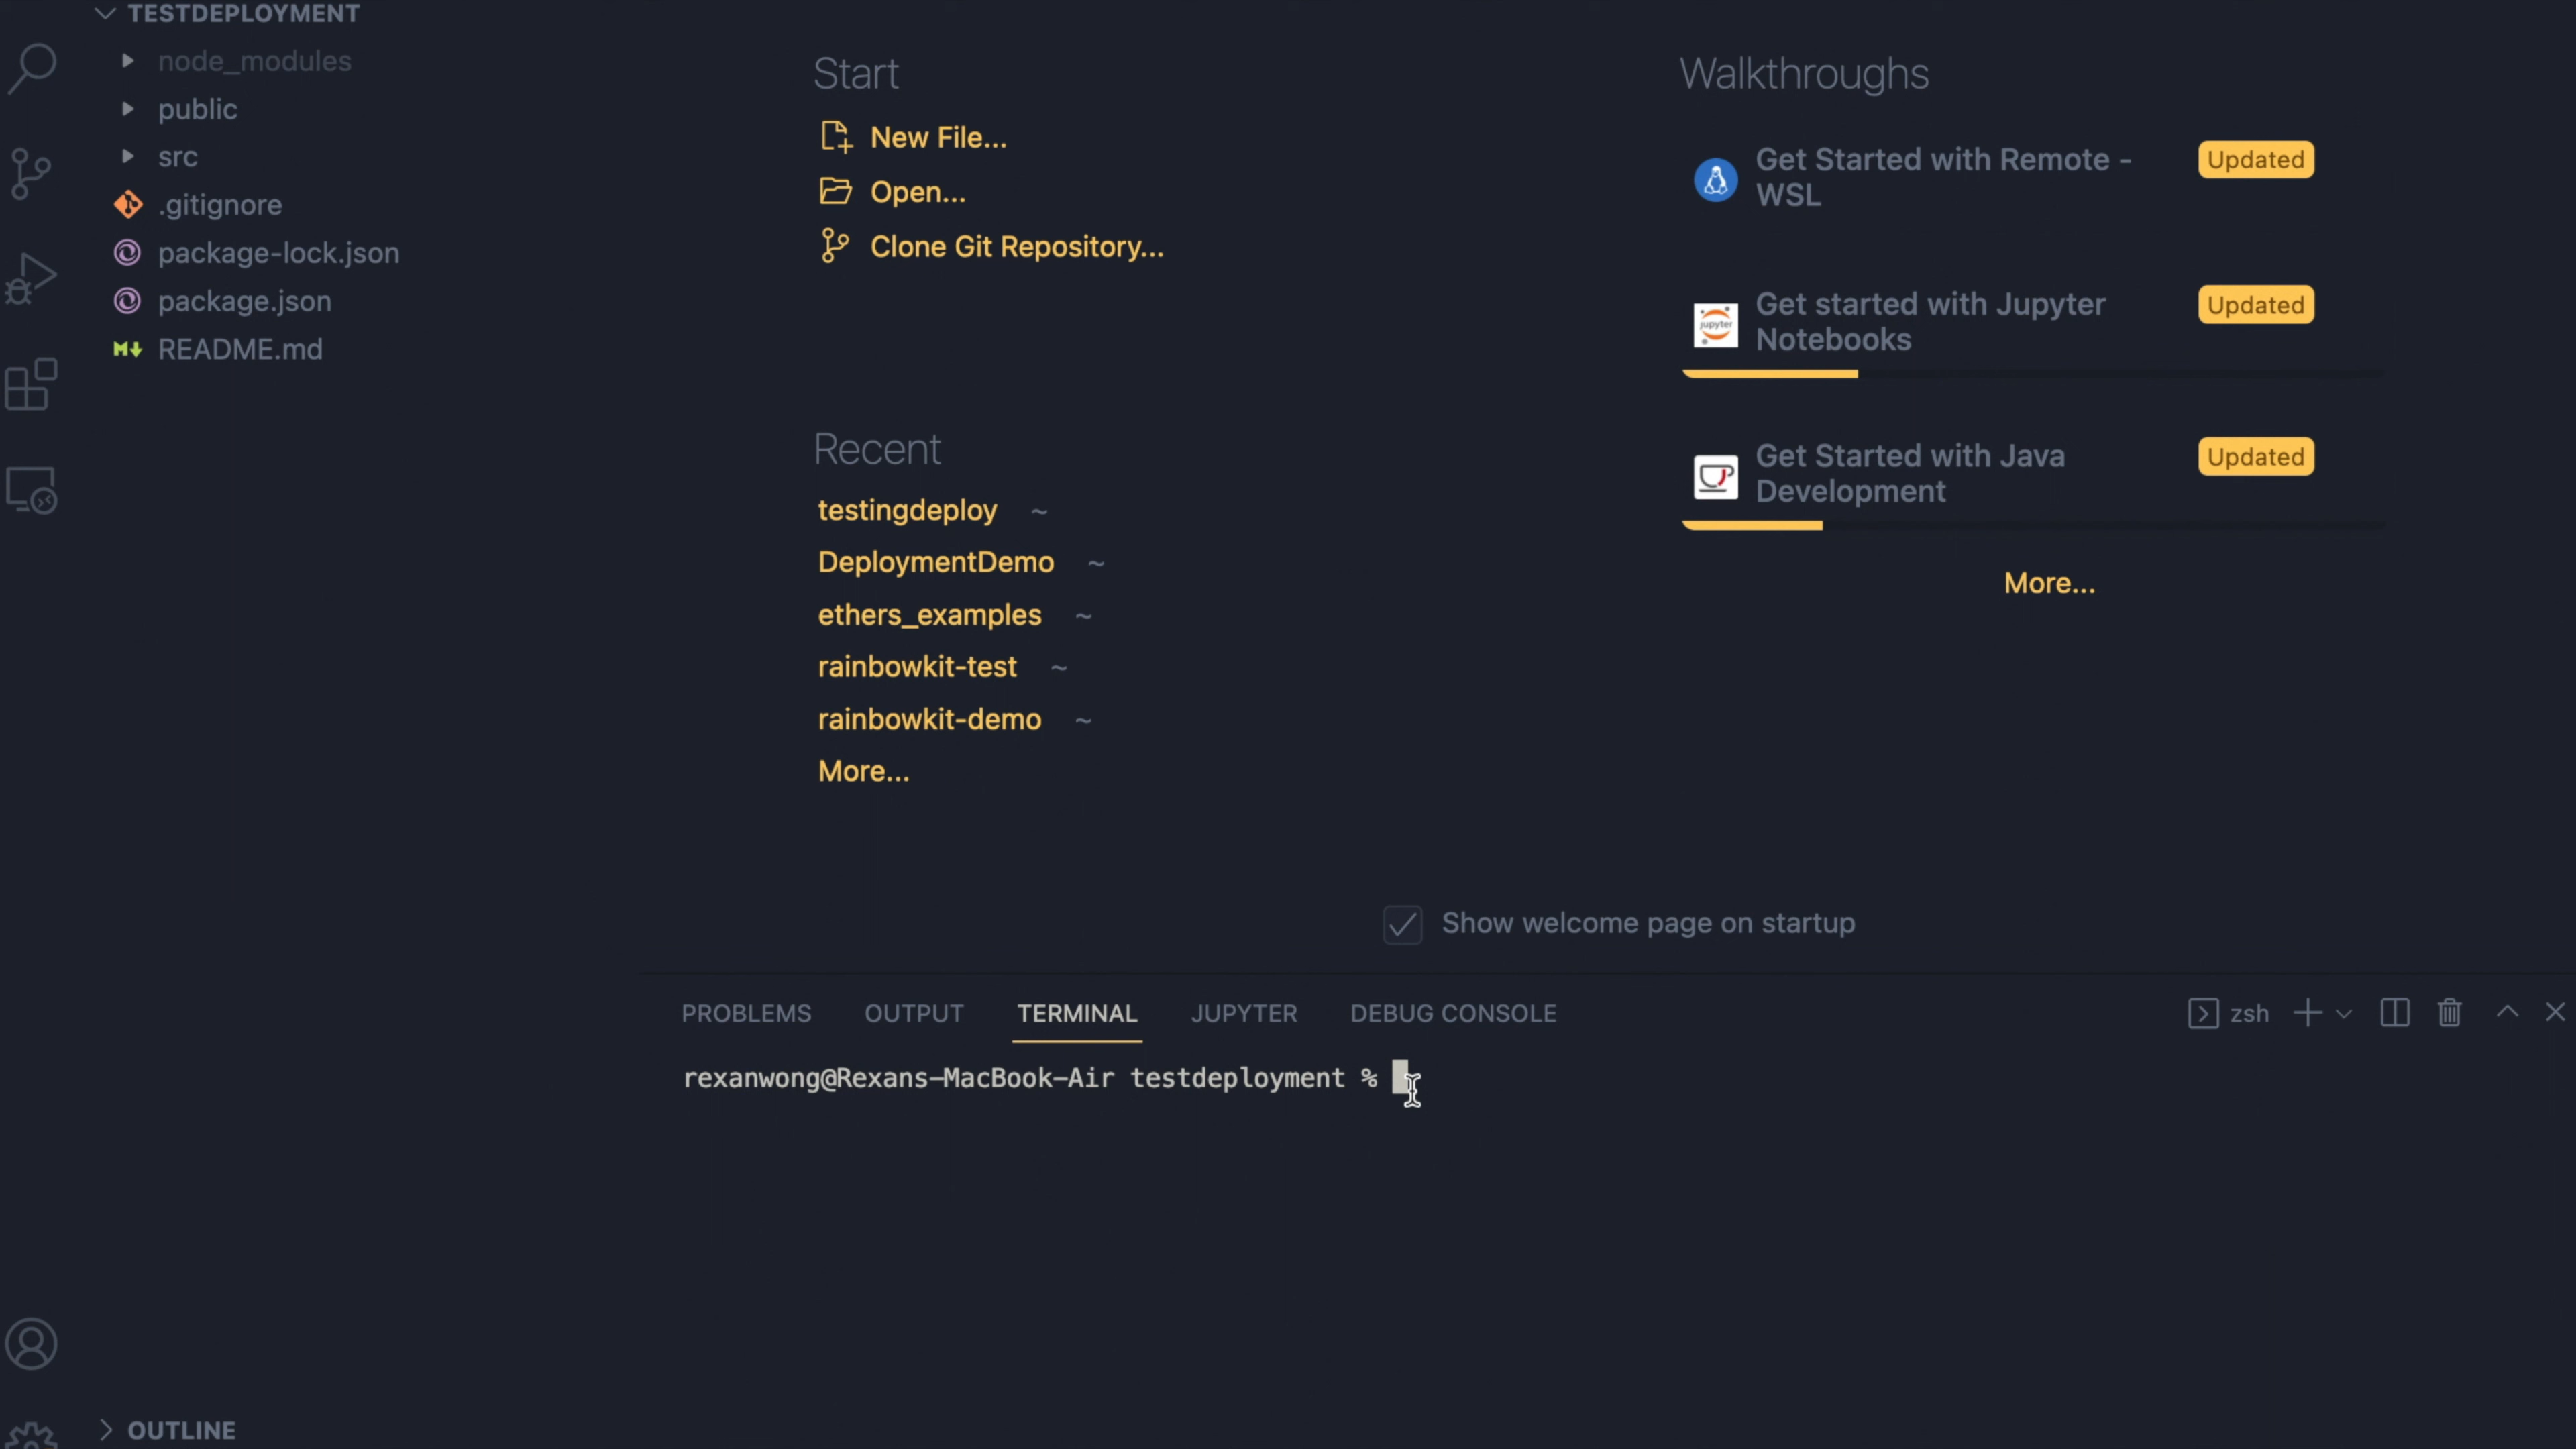 TESTDEPLOYMENT
node_modules
public
src
.gitignore
package-lock.json
package.json
README.md
OUTLINE
Start
New File...
Open...
Clone Git Repository...
Recent
testingdeploy ~
DeploymentDemo ~
ethers_examples ~
rainbowkit-test ~
rainbowkit-demo ~
More...
Walkthroughs
Get Started with Remote -
WSL
Updated
jupyter
Get started with Jupyter
Notebooks
Updated
Get Started with Java
Development
Updated
More...
Show welcome page on startup
PROBLEMS OUTPUT TERMINAL JUPYTER DEBUG CONSOLE
zsh
rexanwong@Rexans-MacBook-Air testdeployment %